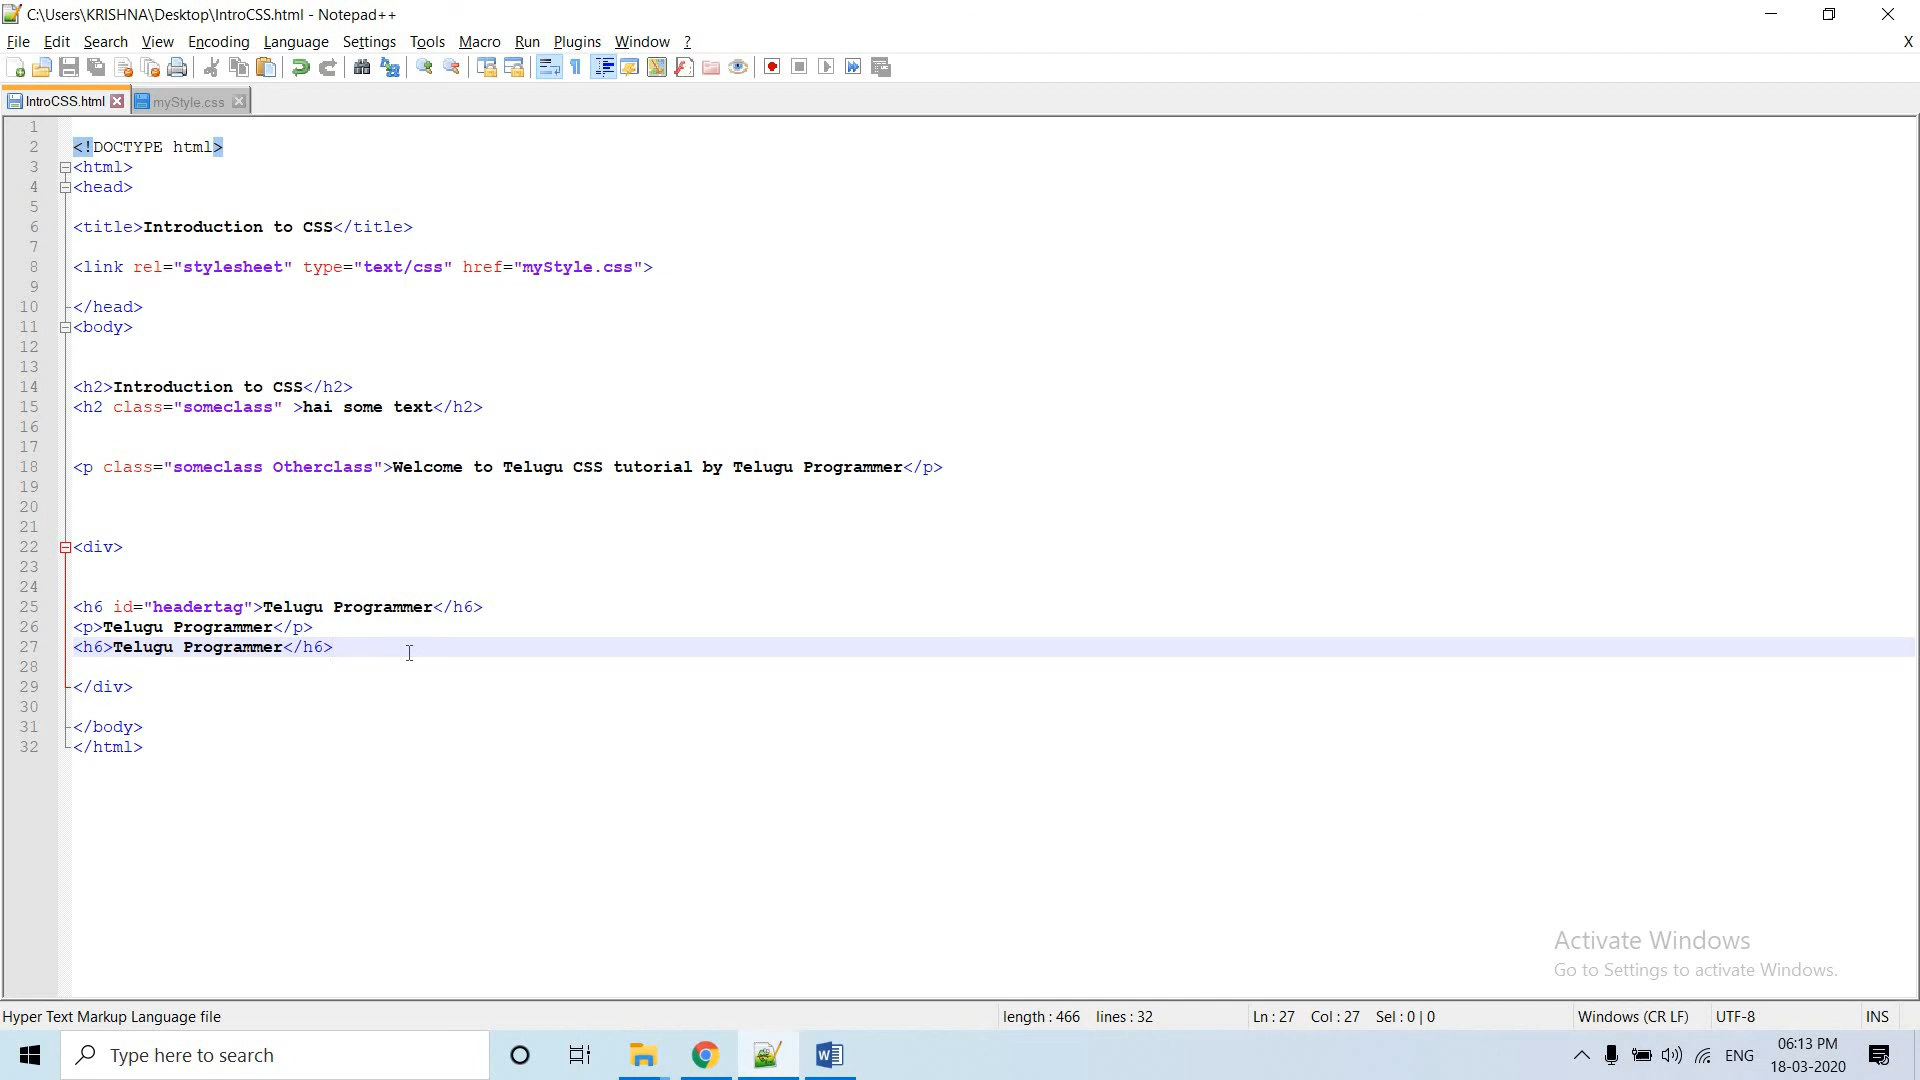 C:\Users\KRISHNA\Desktop\IntroCSS.html - Notepad++
File Edit Search View Encoding Language Settings Tools Macro Run Plugins Window ? X
IntroCSS.html myStyle.css
1
2 <!DOCTYPE html>
3 <html>
4 <head>
5
6 <title>Introduction to CSS</title>
7
8 <link rel="stylesheet" type="text/css" href="myStyle.css">
9
10 </head>
11 <body>
12
13
14 <h2>Introduction to CSS</h2>
15 <h2 class="someclass" >hai some text</h2>
16
17
18 <p class="someclass Otherclass">Welcome to Telugu CSS tutorial by Telugu Programmer</p>
19
20
21
22 <div>
23
24
25 <h6 id="headertag">Telugu Programmer</h6>
26 <p>Telugu Programmer</p>
27 <h6>Telugu Programmer</h6>
28
29 </div>
30
31 </body>
32 </html>
Activate Windows
Go to Settings to activate Windows.
Hyper Text Markup Language file length : 466 lines : 32 Ln : 27 Col : 27 Sel : 0 | 0 Windows (CR LF) UTF-8 INS
Type here to search ENG 06:13 PM
18-03-2020